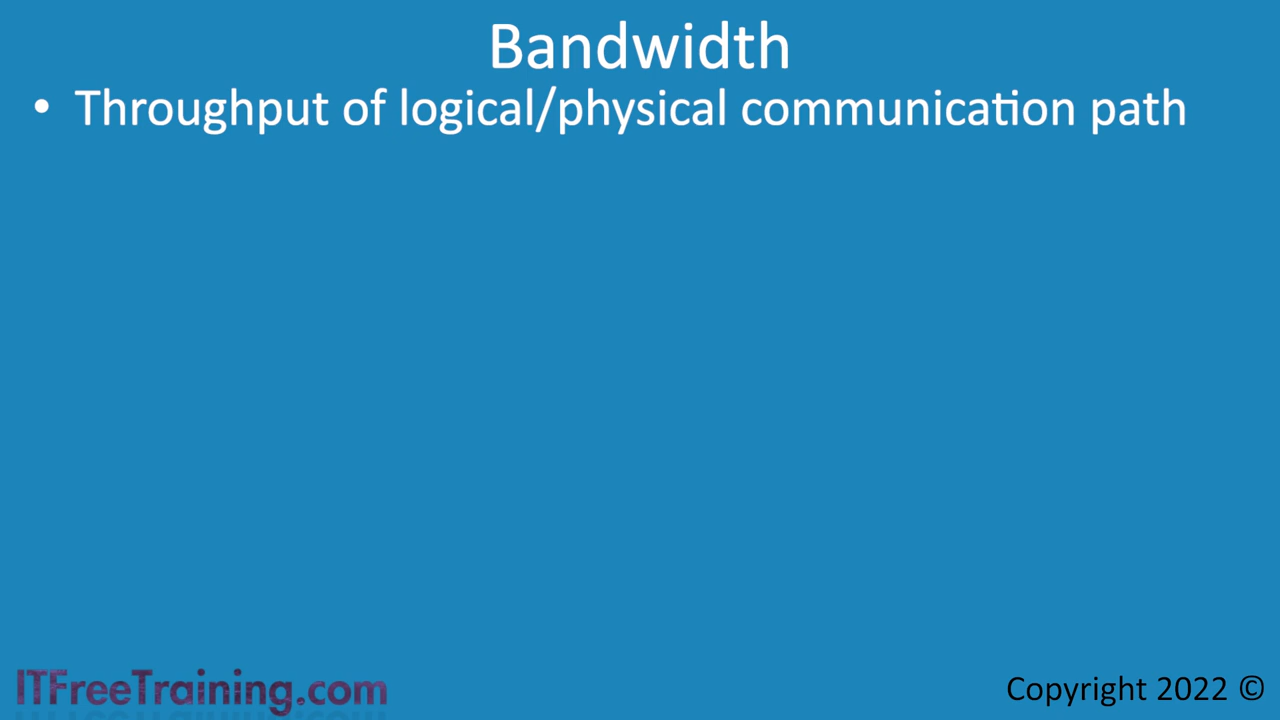 Bandwidth
• Throughput of logical/physical communication path
ITFreeTraining.com
Copyright 2022 ©